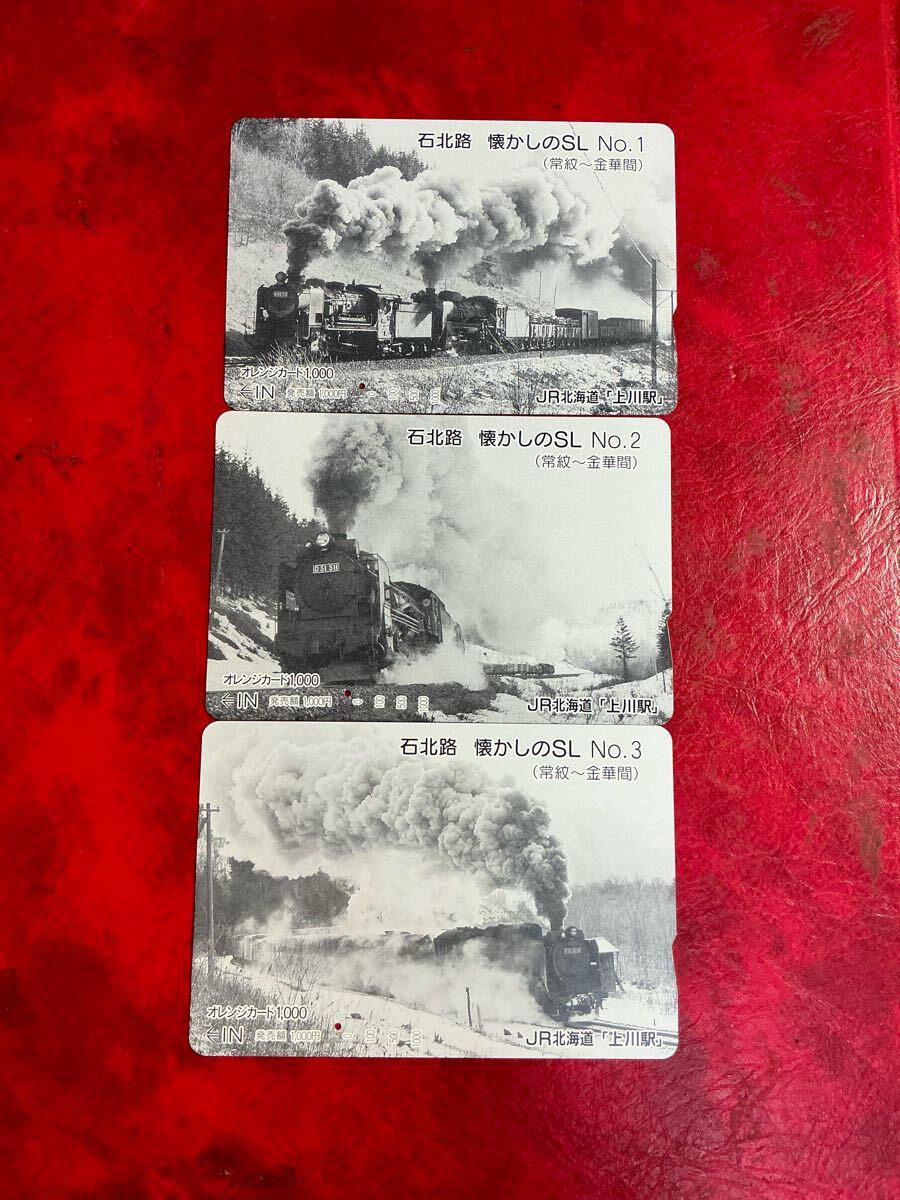 石北路 懐かしのSL No.1
(常紋~金華間)
オレンジカード1,000
←IN 発売額 1,000円
JR北海道「上川駅」
石北路 懐かしのSL No.2
(常紋~金華間)
D51 511
オレンジカード1,000
←IN 発売額 1,000円
JR北海道「上川駅」
石北路 懐かしのSL No.3
(常紋~金華間)
オレンジカード1,000
←IN 発売額 1,000円
JR北海道「上川駅」